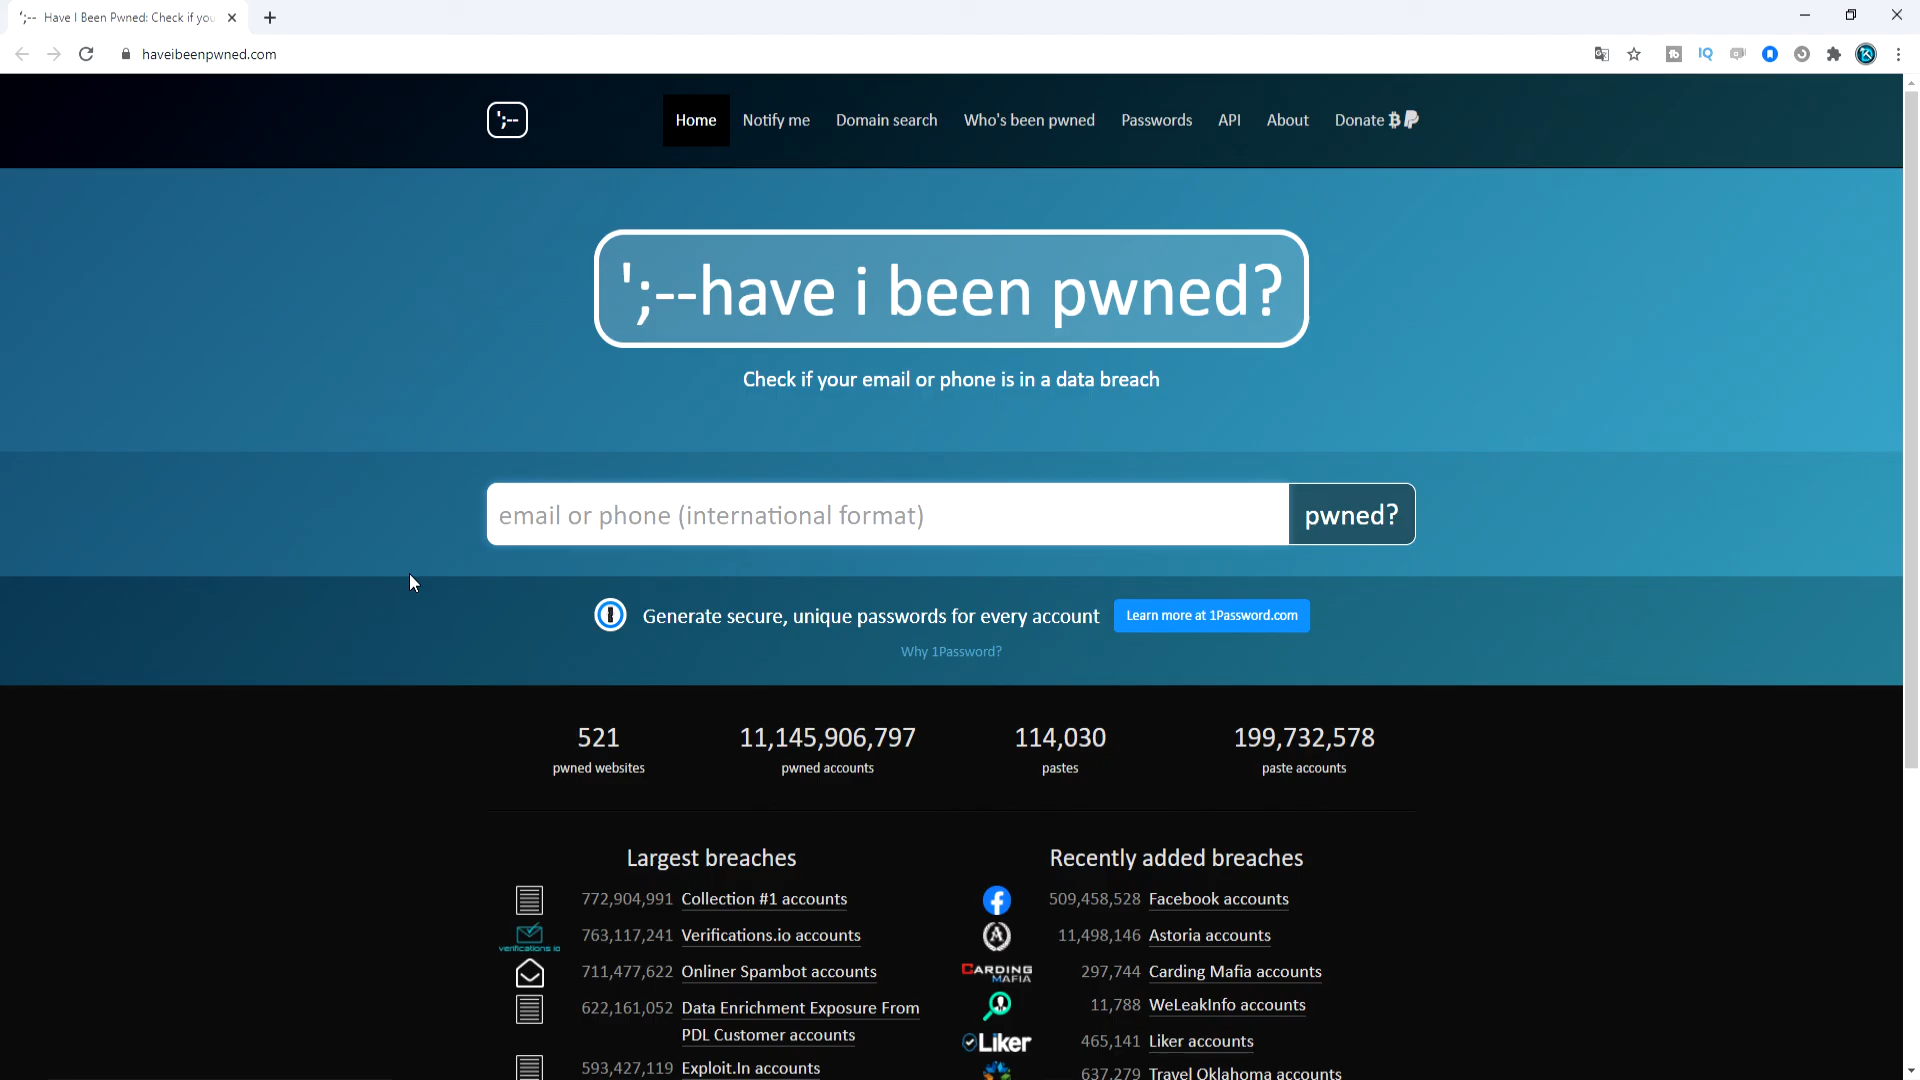 ';-- Have I Been Pwned: Check if you
haveibeenpwned.com
IQ
';--
Home Notify me Domain search Who's been pwned Passwords API About Donate
';--have i been pwned?
Check if your email or phone is in a data breach
email or phone (international format) pwned?
Generate secure, unique passwords for every account Learn more at 1Password.com
Why 1Password?
521 11,145,906,797 114,030 199,732,578
pwned websites pwned accounts pastes paste accounts
Largest breaches
772,904,991 Collection #1 accounts
verifications io 763,117,241 Verifications.io accounts
711,477,622 Onliner Spambot accounts
622,161,052 Data Enrichment Exposure From
PDL Customer accounts
593,427,119 Exploit.In accounts
Recently added breaches
509,458,528 Facebook accounts
11,498,146 Astoria accounts
CARDING
MAFIA
297,744 Carding Mafia accounts
11,788 WeLeakInfo accounts
Liker 465,141 Liker accounts
637,279 Travel Oklahoma accounts